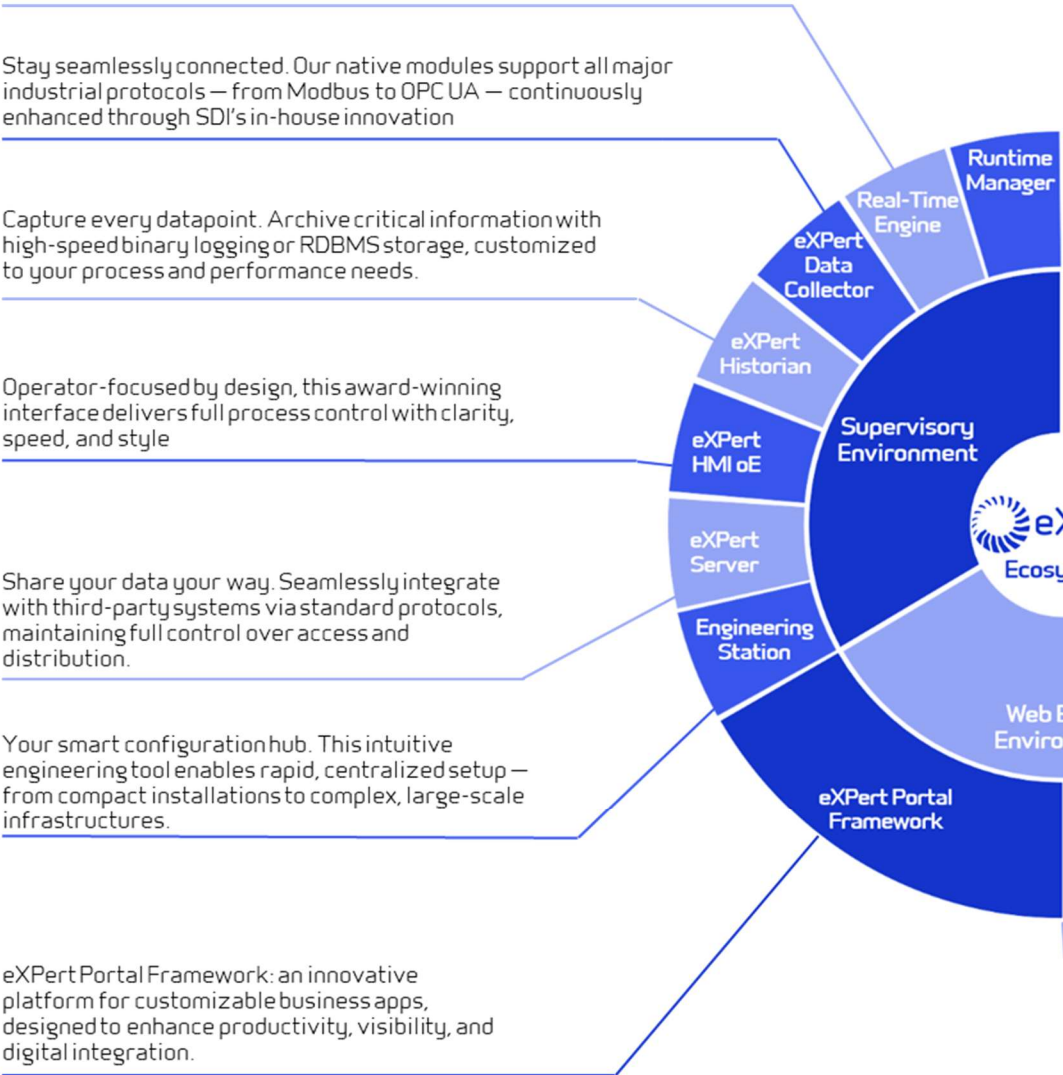 Stay seamlessly connected. Our native modules support all major
industrial protocols — from Modbus to OPC UA — continuously
enhanced through SDI's in-house innovation
Capture every datapoint. Archive critical information with
high-speed binary logging or RDBMS storage, customized
to your process and performance needs.
Operator-focused by design, this award-winning
interface delivers full process control with clarity,
speed, and style
Share your data your way. Seamlessly integrate
with third-party systems via standard protocols,
maintaining full control over access and
distribution.
Your smart configuration hub. This intuitive
engineering tool enables rapid, centralized setup —
from compact installations to complex, large-scale
infrastructures.
eXPert Portal Framework: an innovative
platform for customizable business apps,
designed to enhance productivity, visibility, and
digital integration.
Runtime
Manager
Real-Time
Engine
eXPert
Data
Collector
eXPert
Historian
eXPert
HMI oE
eXPert
Server
Engineering
Station
eXPert Portal
Framework
Supervisory
Environment
Web